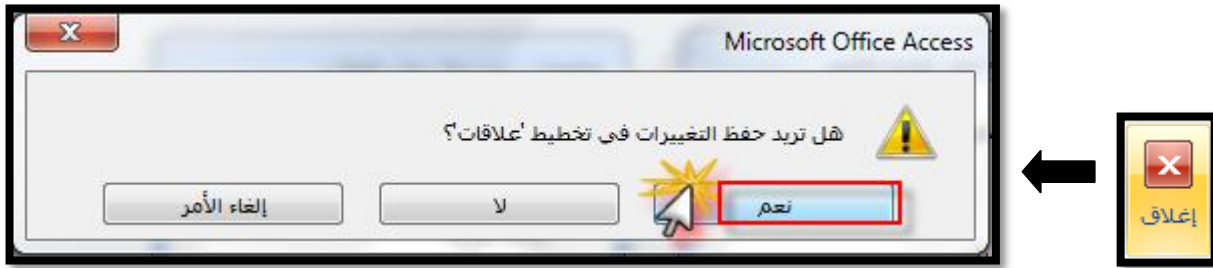 Microsoft Office Access
هل تريد حفظ التغييرات في تخطيط 'علاقات'؟
نعم
لا
إلغاء الأمر
إغلاق